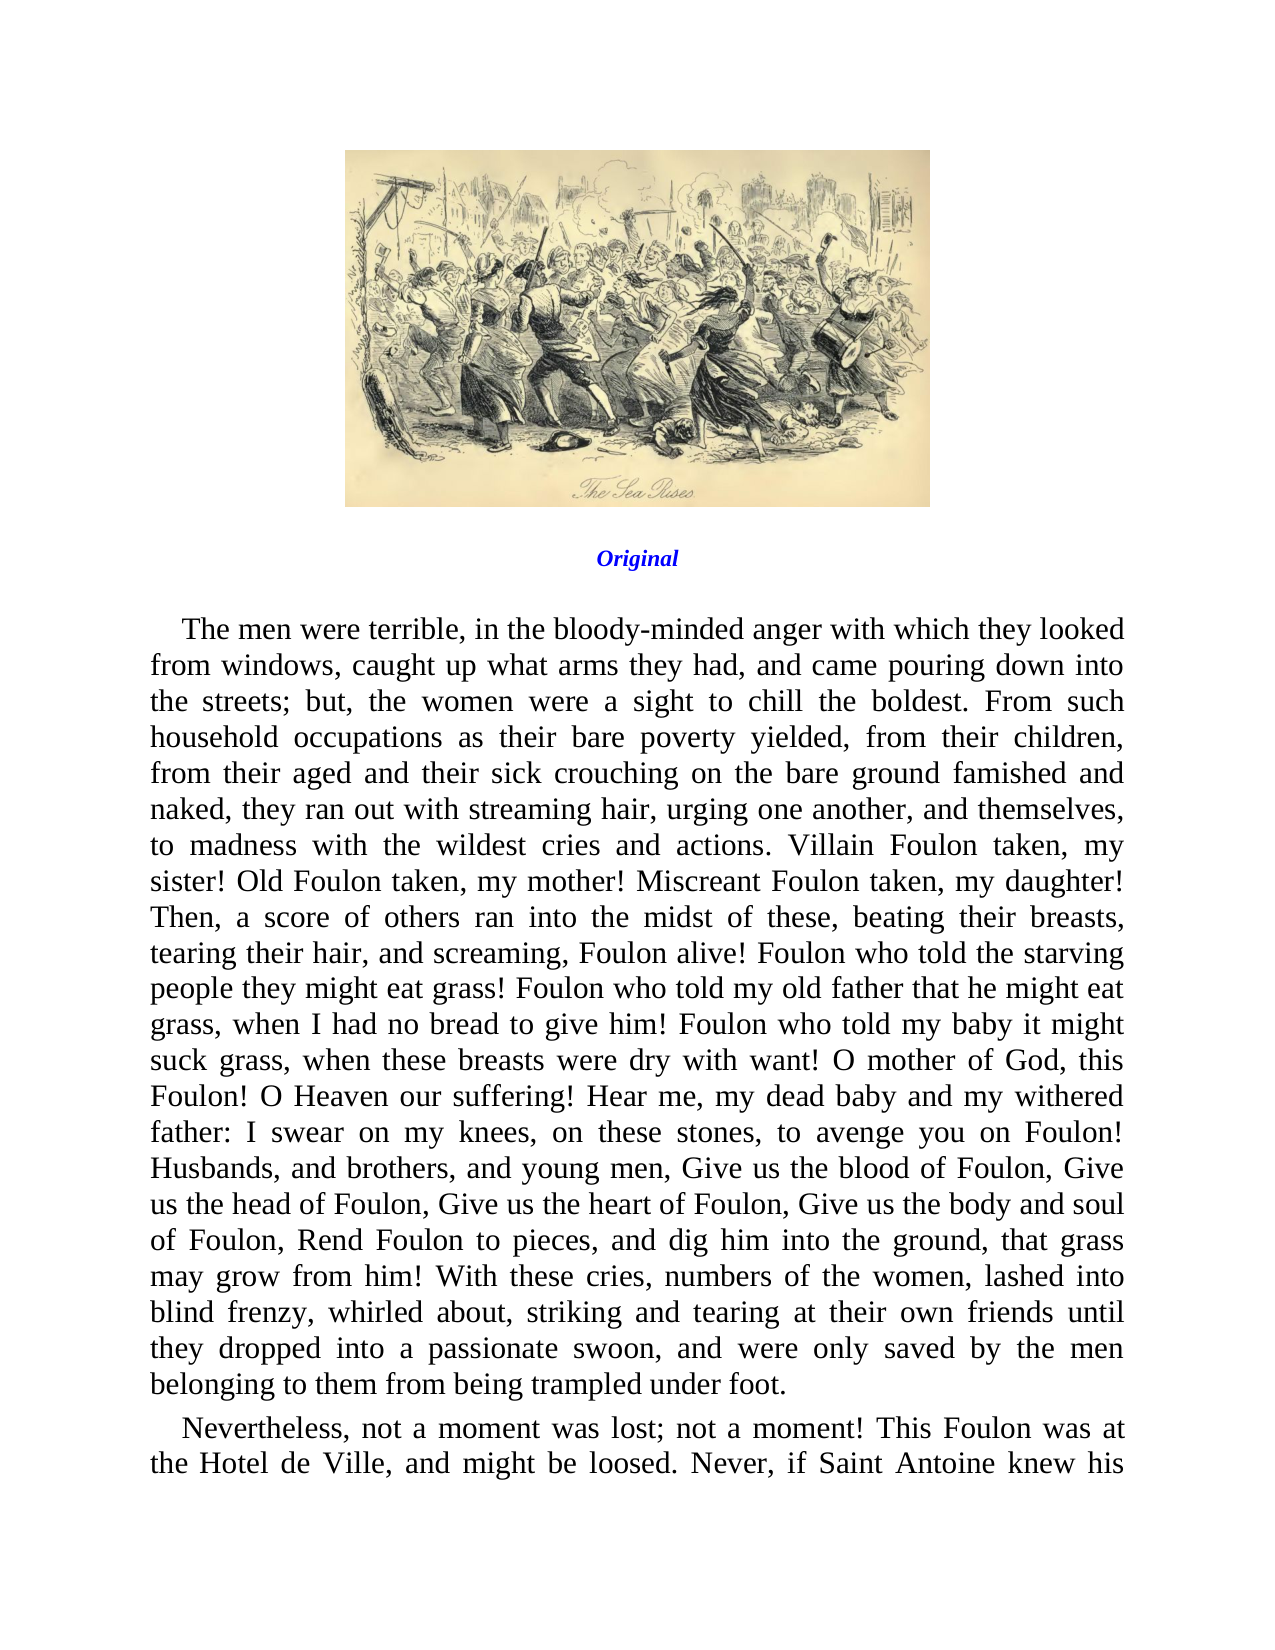 The Sea Rises
Original
The men were terrible, in the bloody-minded anger with which they looked
from windows, caught up what arms they had, and came pouring down into
the streets; but, the women were a sight to chill the boldest. From such
household occupations as their bare poverty yielded, from their children,
from their aged and their sick crouching on the bare ground famished and
naked, they ran out with streaming hair, urging one another, and themselves,
to madness with the wildest cries and actions. Villain Foulon taken, my
sister! Old Foulon taken, my mother! Miscreant Foulon taken, my daughter!
Then, a score of others ran into the midst of these, beating their breasts,
tearing their hair, and screaming, Foulon alive! Foulon who told the starving
people they might eat grass! Foulon who told my old father that he might eat
grass, when I had no bread to give him! Foulon who told my baby it might
suck grass, when these breasts were dry with want! O mother of God, this
Foulon! O Heaven our suffering! Hear me, my dead baby and my withered
father: I swear on my knees, on these stones, to avenge you on Foulon!
Husbands, and brothers, and young men, Give us the blood of Foulon, Give
us the head of Foulon, Give us the heart of Foulon, Give us the body and soul
of Foulon, Rend Foulon to pieces, and dig him into the ground, that grass
may grow from him! With these cries, numbers of the women, lashed into
blind frenzy, whirled about, striking and tearing at their own friends until
they dropped into a passionate swoon, and were only saved by the men
belonging to them from being trampled under foot.
Nevertheless, not a moment was lost; not a moment! This Foulon was at
the Hotel de Ville, and might be loosed. Never, if Saint Antoine knew his